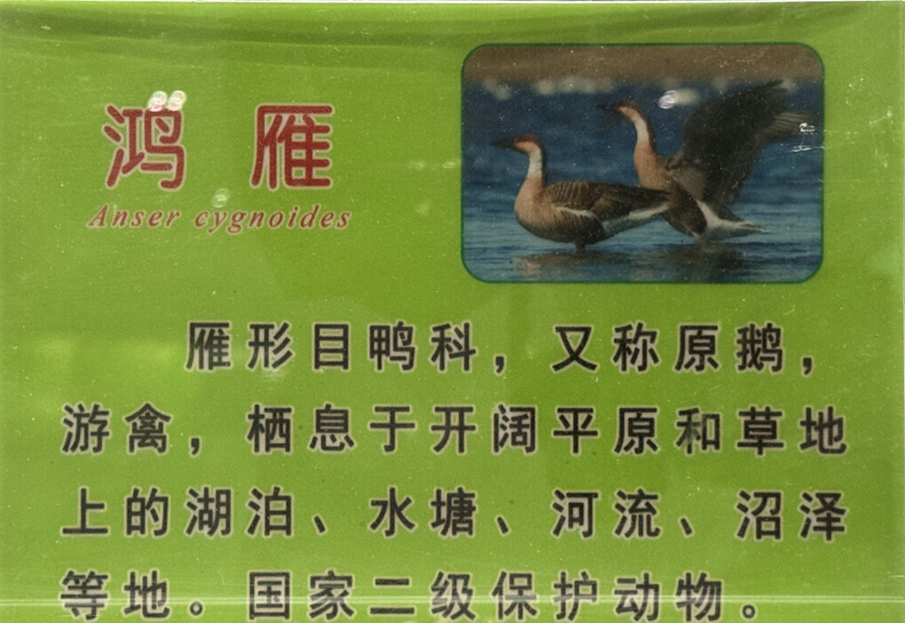 鸿雁
Anser cygnoides
雁形目鸭科，又称原鹅，
游禽，栖息于开阔平原和草地
上的湖泊、水塘、河流、沼泽
等地。国家二级保护动物。